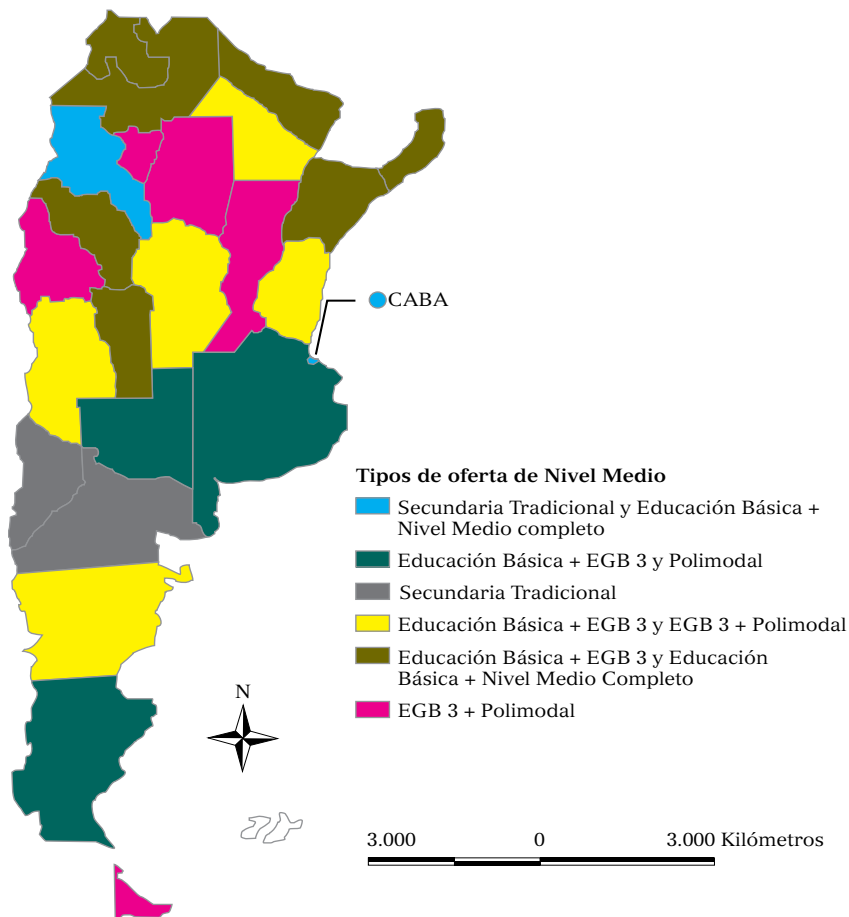 CABA
Tipos de oferta de Nivel Medio
Secundaria Tradicional y Educación Básica +
Nivel Medio completo
Educación Básica + EGB 3 y Polimodal
Secundaria Tradicional
Educación Básica + EGB 3 y EGB 3 + Polimodal
Educación Básica + EGB 3 y Educación
Básica + Nivel Medio Completo
EGB 3 + Polimodal
N
3.000 0 3.000 Kilómetros